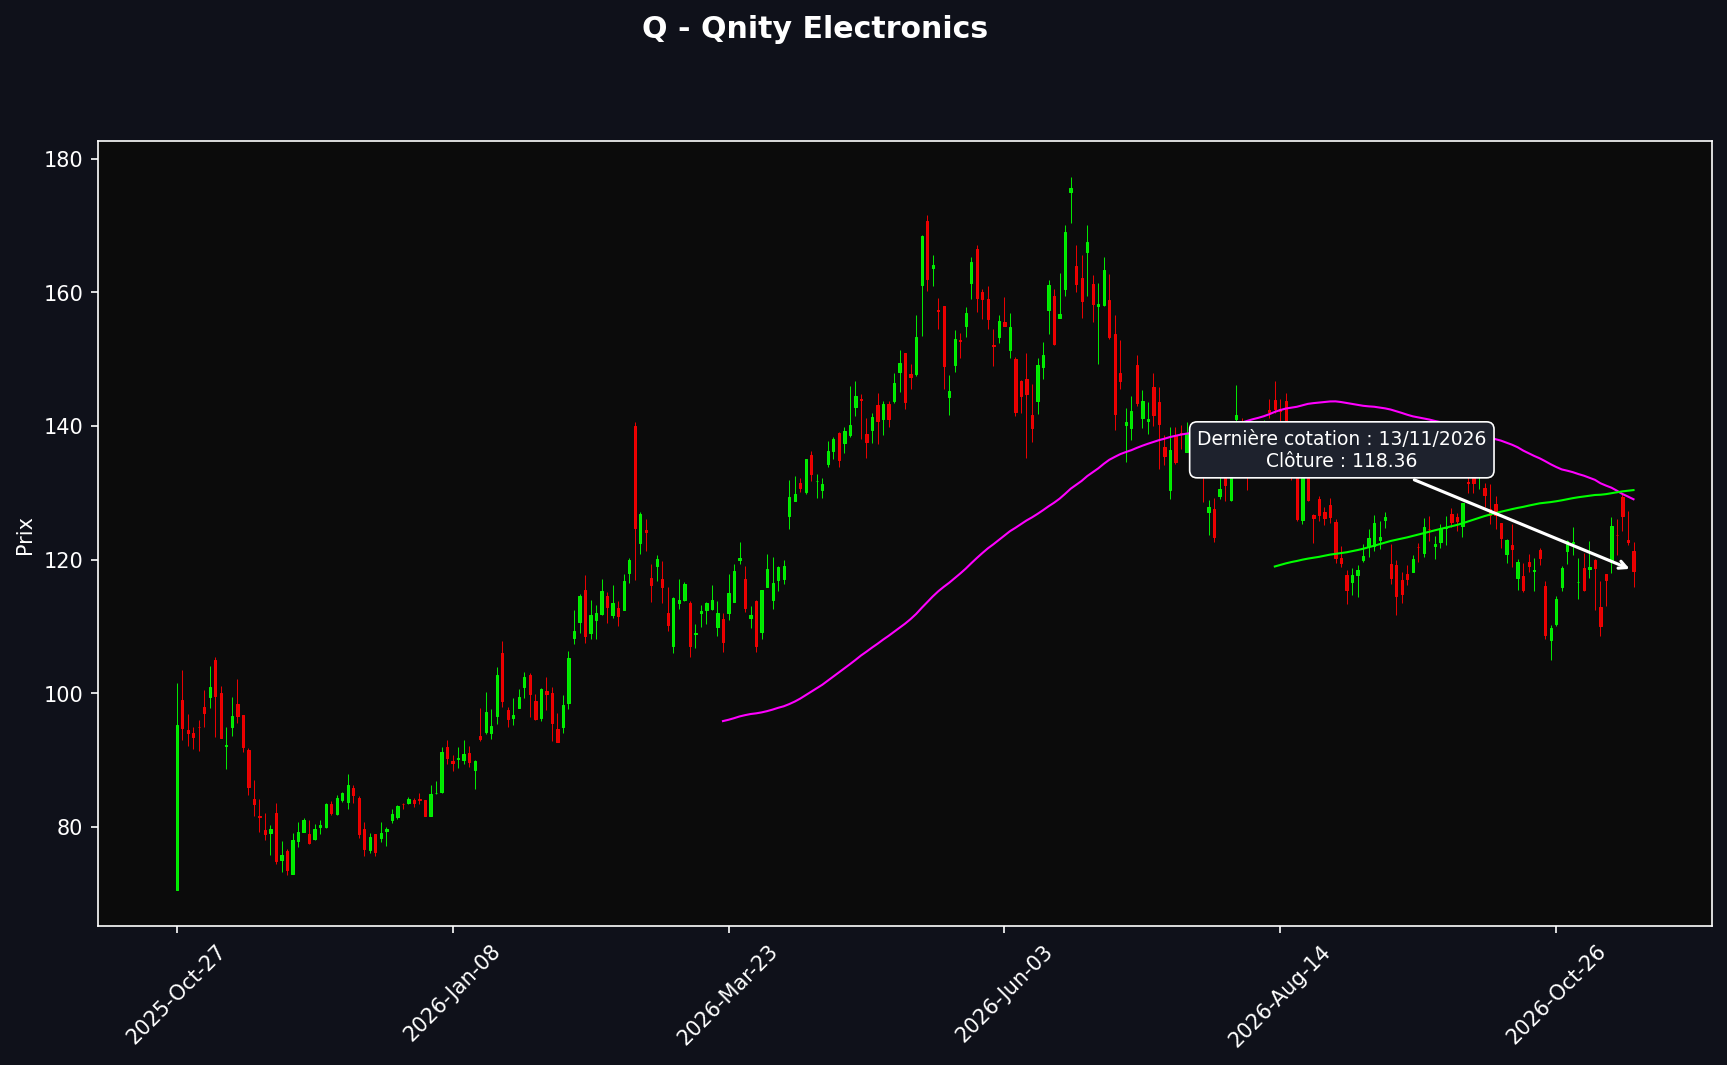 Q - Qnity Electronics
180
160
140
120
100
80
Prix
Dernière cotation : 13/11/2026
Clôture : 118.36
2025-Oct-27
2026-Jan-08
2026-Mar-23
2026-Jun-03
2026-Aug-14
2026-Oct-26